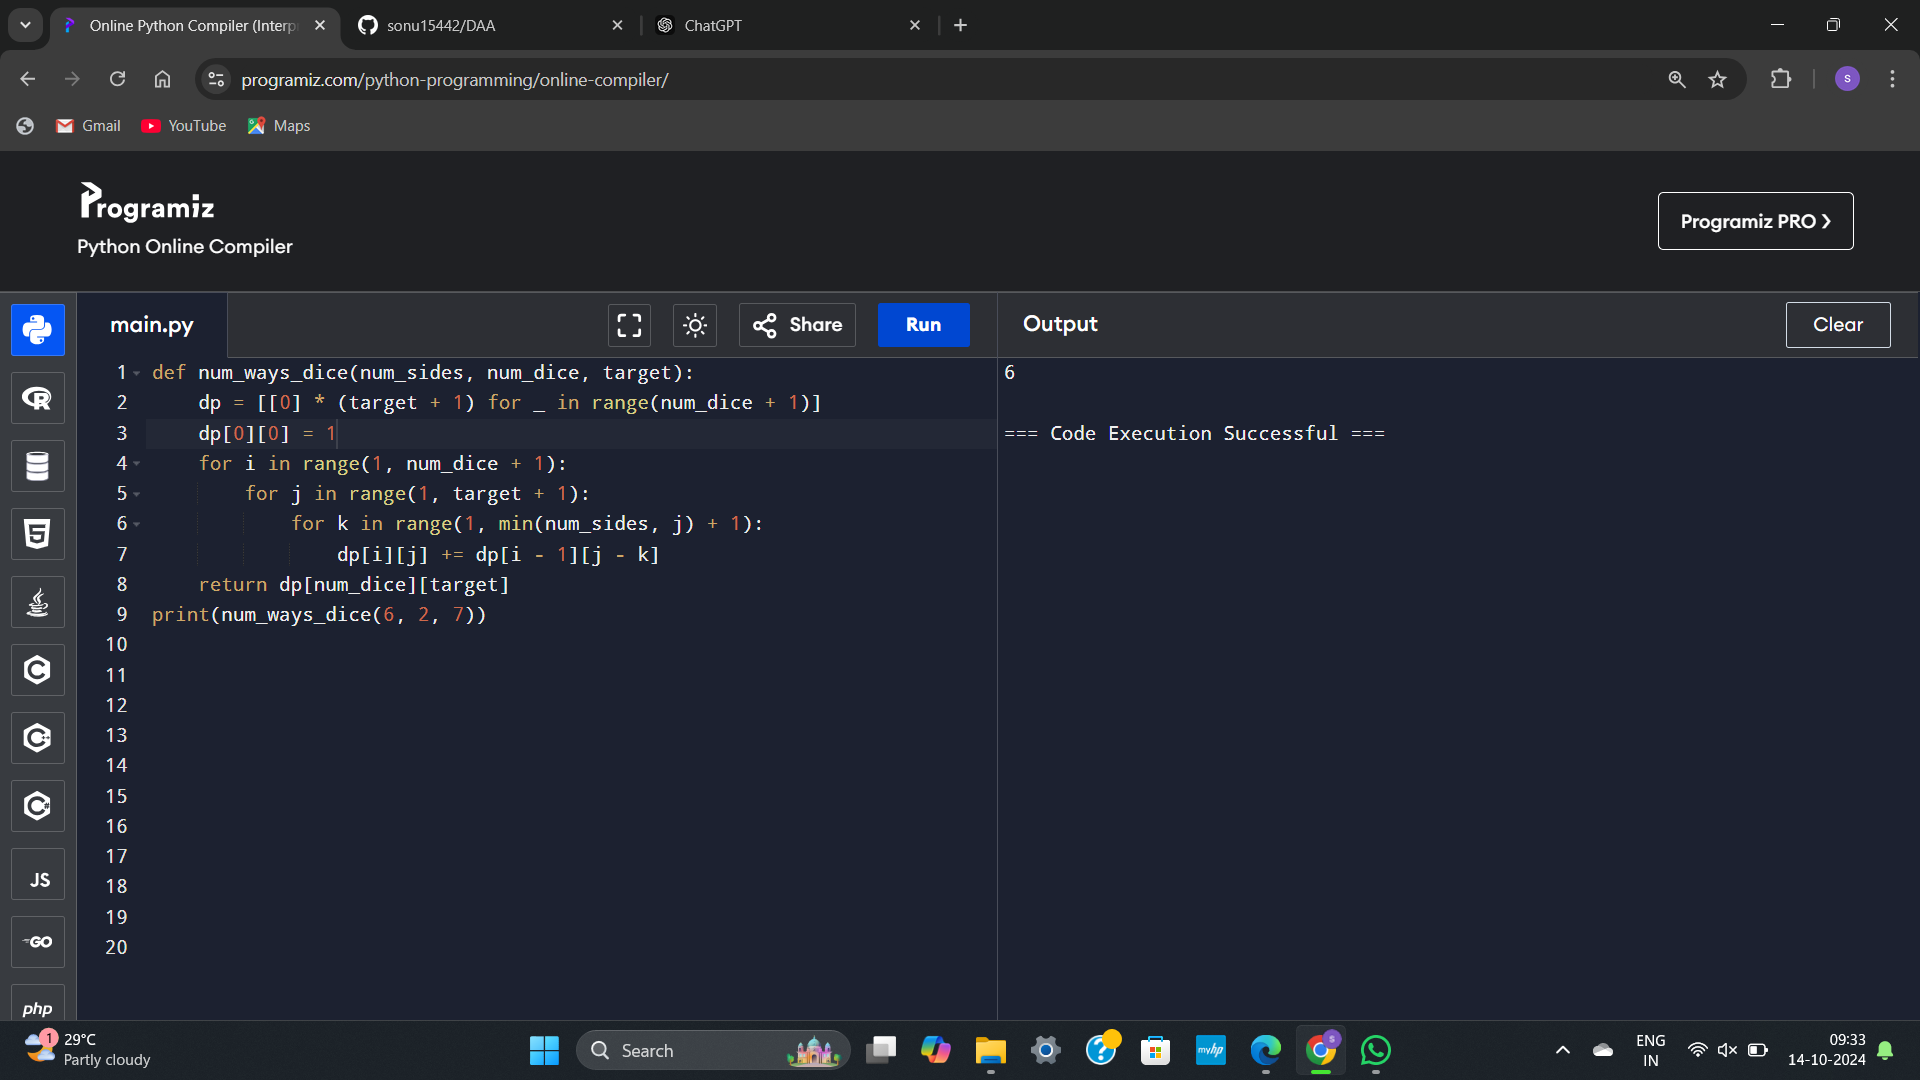 Online Python Compiler (Interp
sonu15442/DAA
ChatGPT
programiz.com/python-programming/online-compiler/
S
Gmail
YouTube
Maps
Programiz
Python Online Compiler
Programiz PRO ❯
main.py
Share
Run
Output
Clear
1 def num_ways_dice(num_sides, num_dice, target):
2     dp = [[0] * (target + 1) for _ in range(num_dice + 1)]
3     dp[0][0] = 1
4     for i in range(1, num_dice + 1):
5         for j in range(1, target + 1):
6             for k in range(1, min(num_sides, j) + 1):
7                 dp[i][j] += dp[i - 1][j - k]
8     return dp[num_dice][target]
9 print(num_ways_dice(6, 2, 7))
10
11
12
13
14
15
16
17
18
19
20
6
=== Code Execution Successful ===
R
5
C
C++
C#
JS
GO
php
1
29°C
Partly cloudy
Search
myhp
S
ENG
IN
09:33
14-10-2024